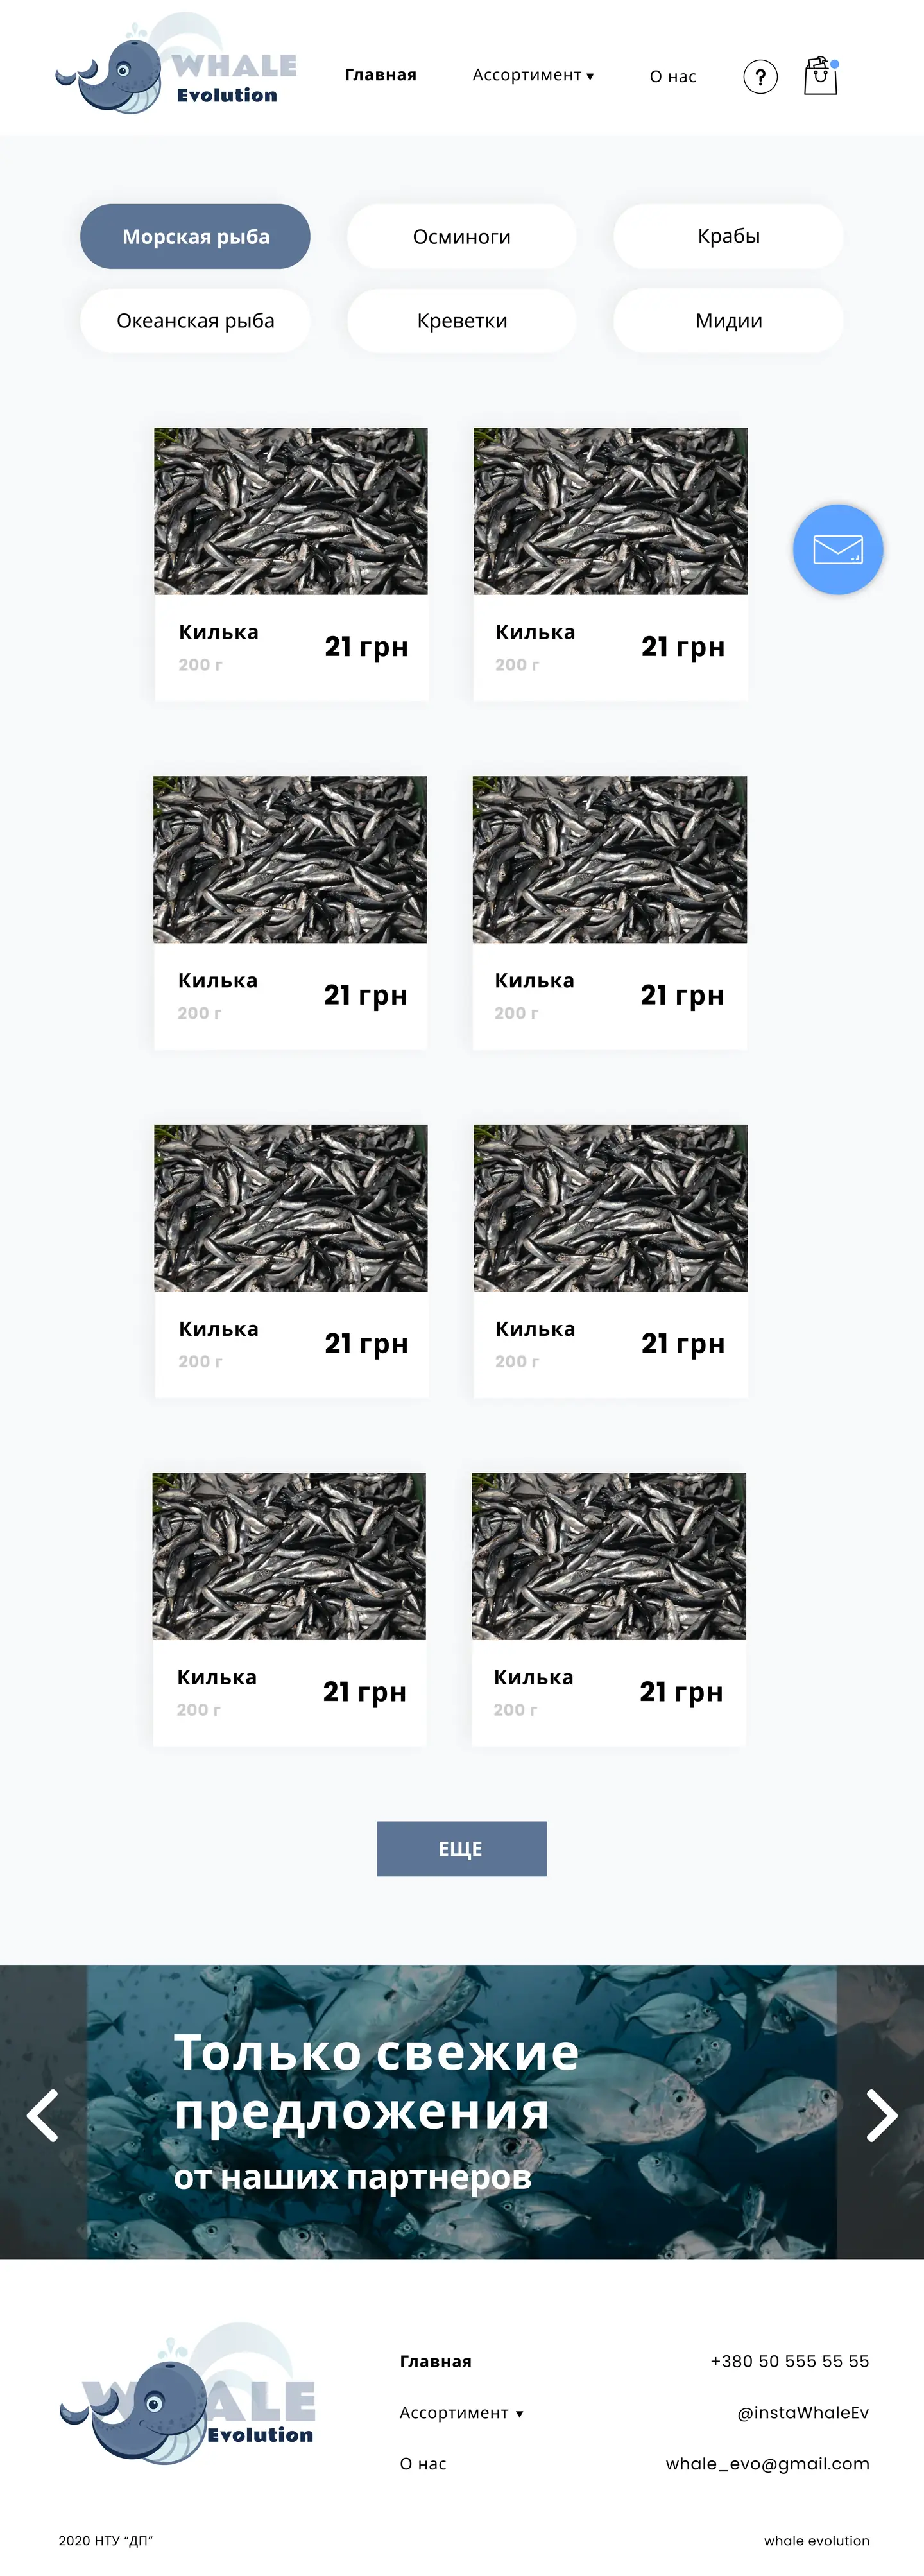 WHALE
Evolution
Главная
Ассортимент ▾
О нас
?
Морская рыба
Осминоги
Крабы
Океанская рыба
Креветки
Мидии
Килька
200 г
21 грн
Килька
200 г
21 грн
Килька
200 г
21 грн
Килька
200 г
21 грн
Килька
200 г
21 грн
Килька
200 г
21 грн
Килька
200 г
21 грн
Килька
200 г
21 грн
ЕЩЕ
Только свежие
предложения
от наших партнеров
WHALE
Evolution
Главная
Ассортимент ▾
О нас
+380 50 555 55 55
@instaWhaleEv
whale_evo@gmail.com
2020 НТУ “ДП”
whale evolution